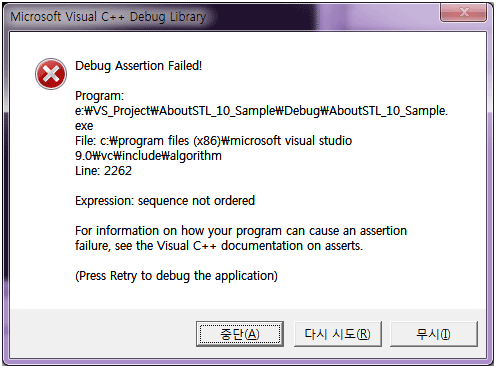 Microsoft Visual C++ Debug Library
Debug Assertion Failed!
Program:
e:₩VS_Project₩AboutSTL_10_Sample₩Debug₩AboutSTL_10_Sample.
exe
File: c:₩program files (x86)₩microsoft visual studio
9.0₩vc₩include₩algorithm
Line: 2262
Expression: sequence not ordered
For information on how your program can cause an assertion
failure, see the Visual C++ documentation on asserts.
(Press Retry to debug the application)
중단(A) 다시 시도(R) 무시(I)